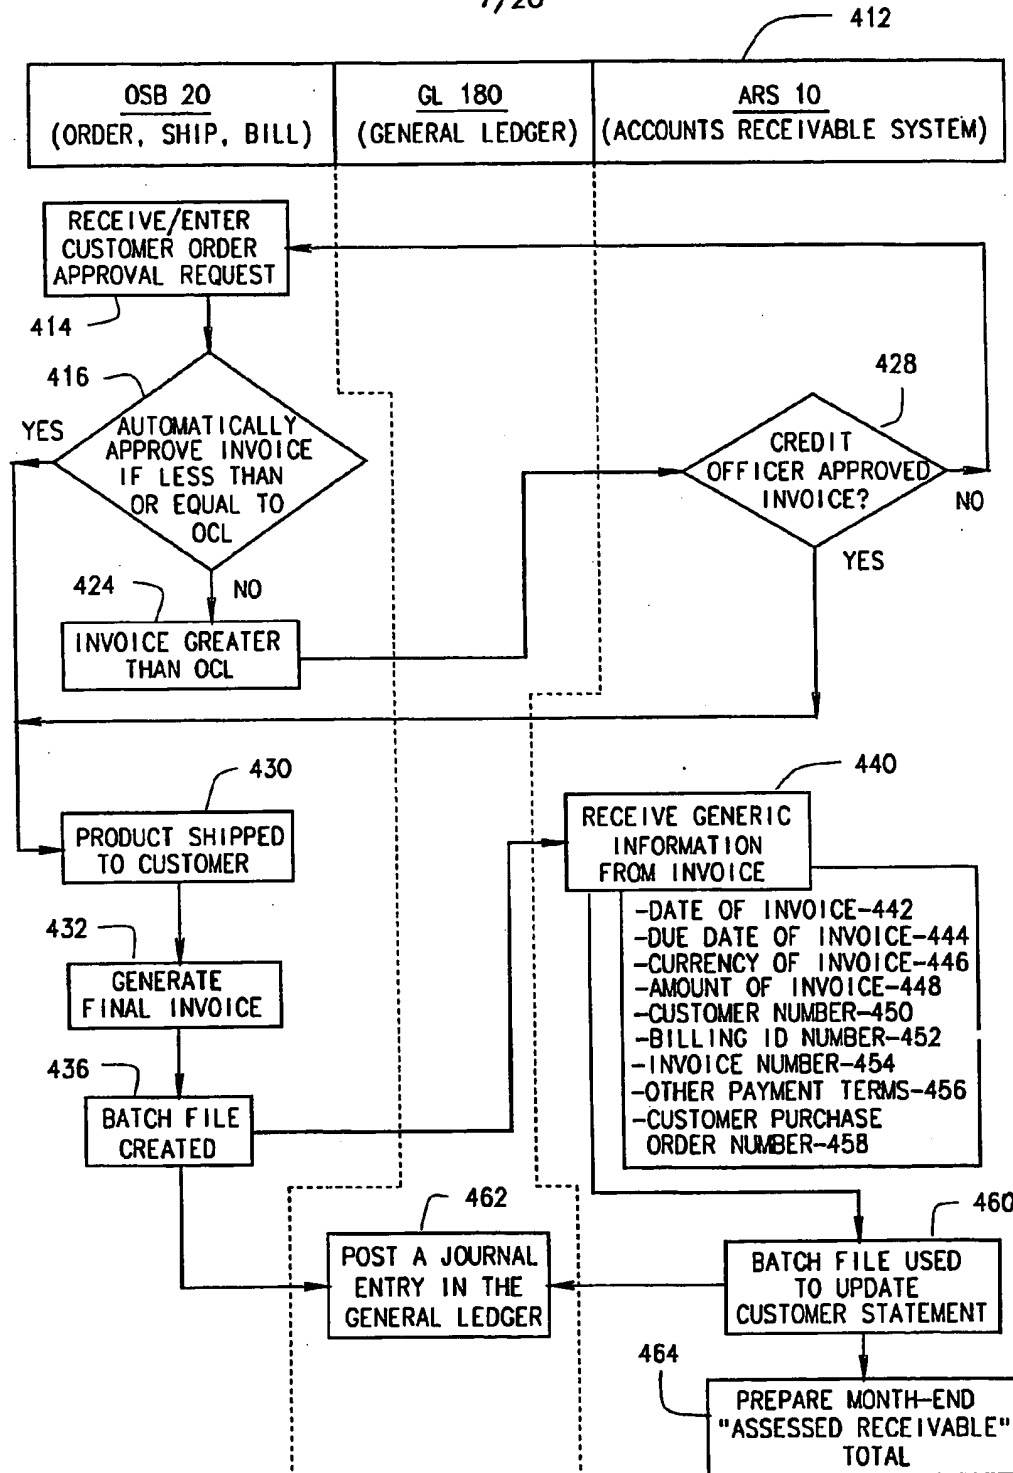 412
OSB 20
(ORDER, SHIP, BILL)
GL 180
(GENERAL LEDGER)
ARS 10
(ACCOUNTS RECEIVABLE SYSTEM)
RECEIVE/ENTER
CUSTOMER ORDER
APPROVAL REQUEST
414
416
YES
AUTOMATICALLY
APPROVE INVOICE
IF LESS THAN
OR EQUAL TO
OCL
428
CREDIT
OFFICER APPROVED
INVOICE?
NO
YES
424
NO
INVOICE GREATER
THAN OCL
430
PRODUCT SHIPPED
TO CUSTOMER
440
RECEIVE GENERIC
INFORMATION
FROM INVOICE
-DATE OF INVOICE-442
-DUE DATE OF INVOICE-444
-CURRENCY OF INVOICE-446
-AMOUNT OF INVOICE-448
-CUSTOMER NUMBER-450
-BILLING ID NUMBER-452
-INVOICE NUMBER-454
-OTHER PAYMENT TERMS-456
-CUSTOMER PURCHASE
ORDER NUMBER-458
432
GENERATE
FINAL INVOICE
436
BATCH FILE
CREATED
462
POST A JOURNAL
ENTRY IN THE
GENERAL LEDGER
460
BATCH FILE USED
TO UPDATE
CUSTOMER STATEMENT
464
PREPARE MONTH-END
"ASSESSED RECEIVABLE"
TOTAL